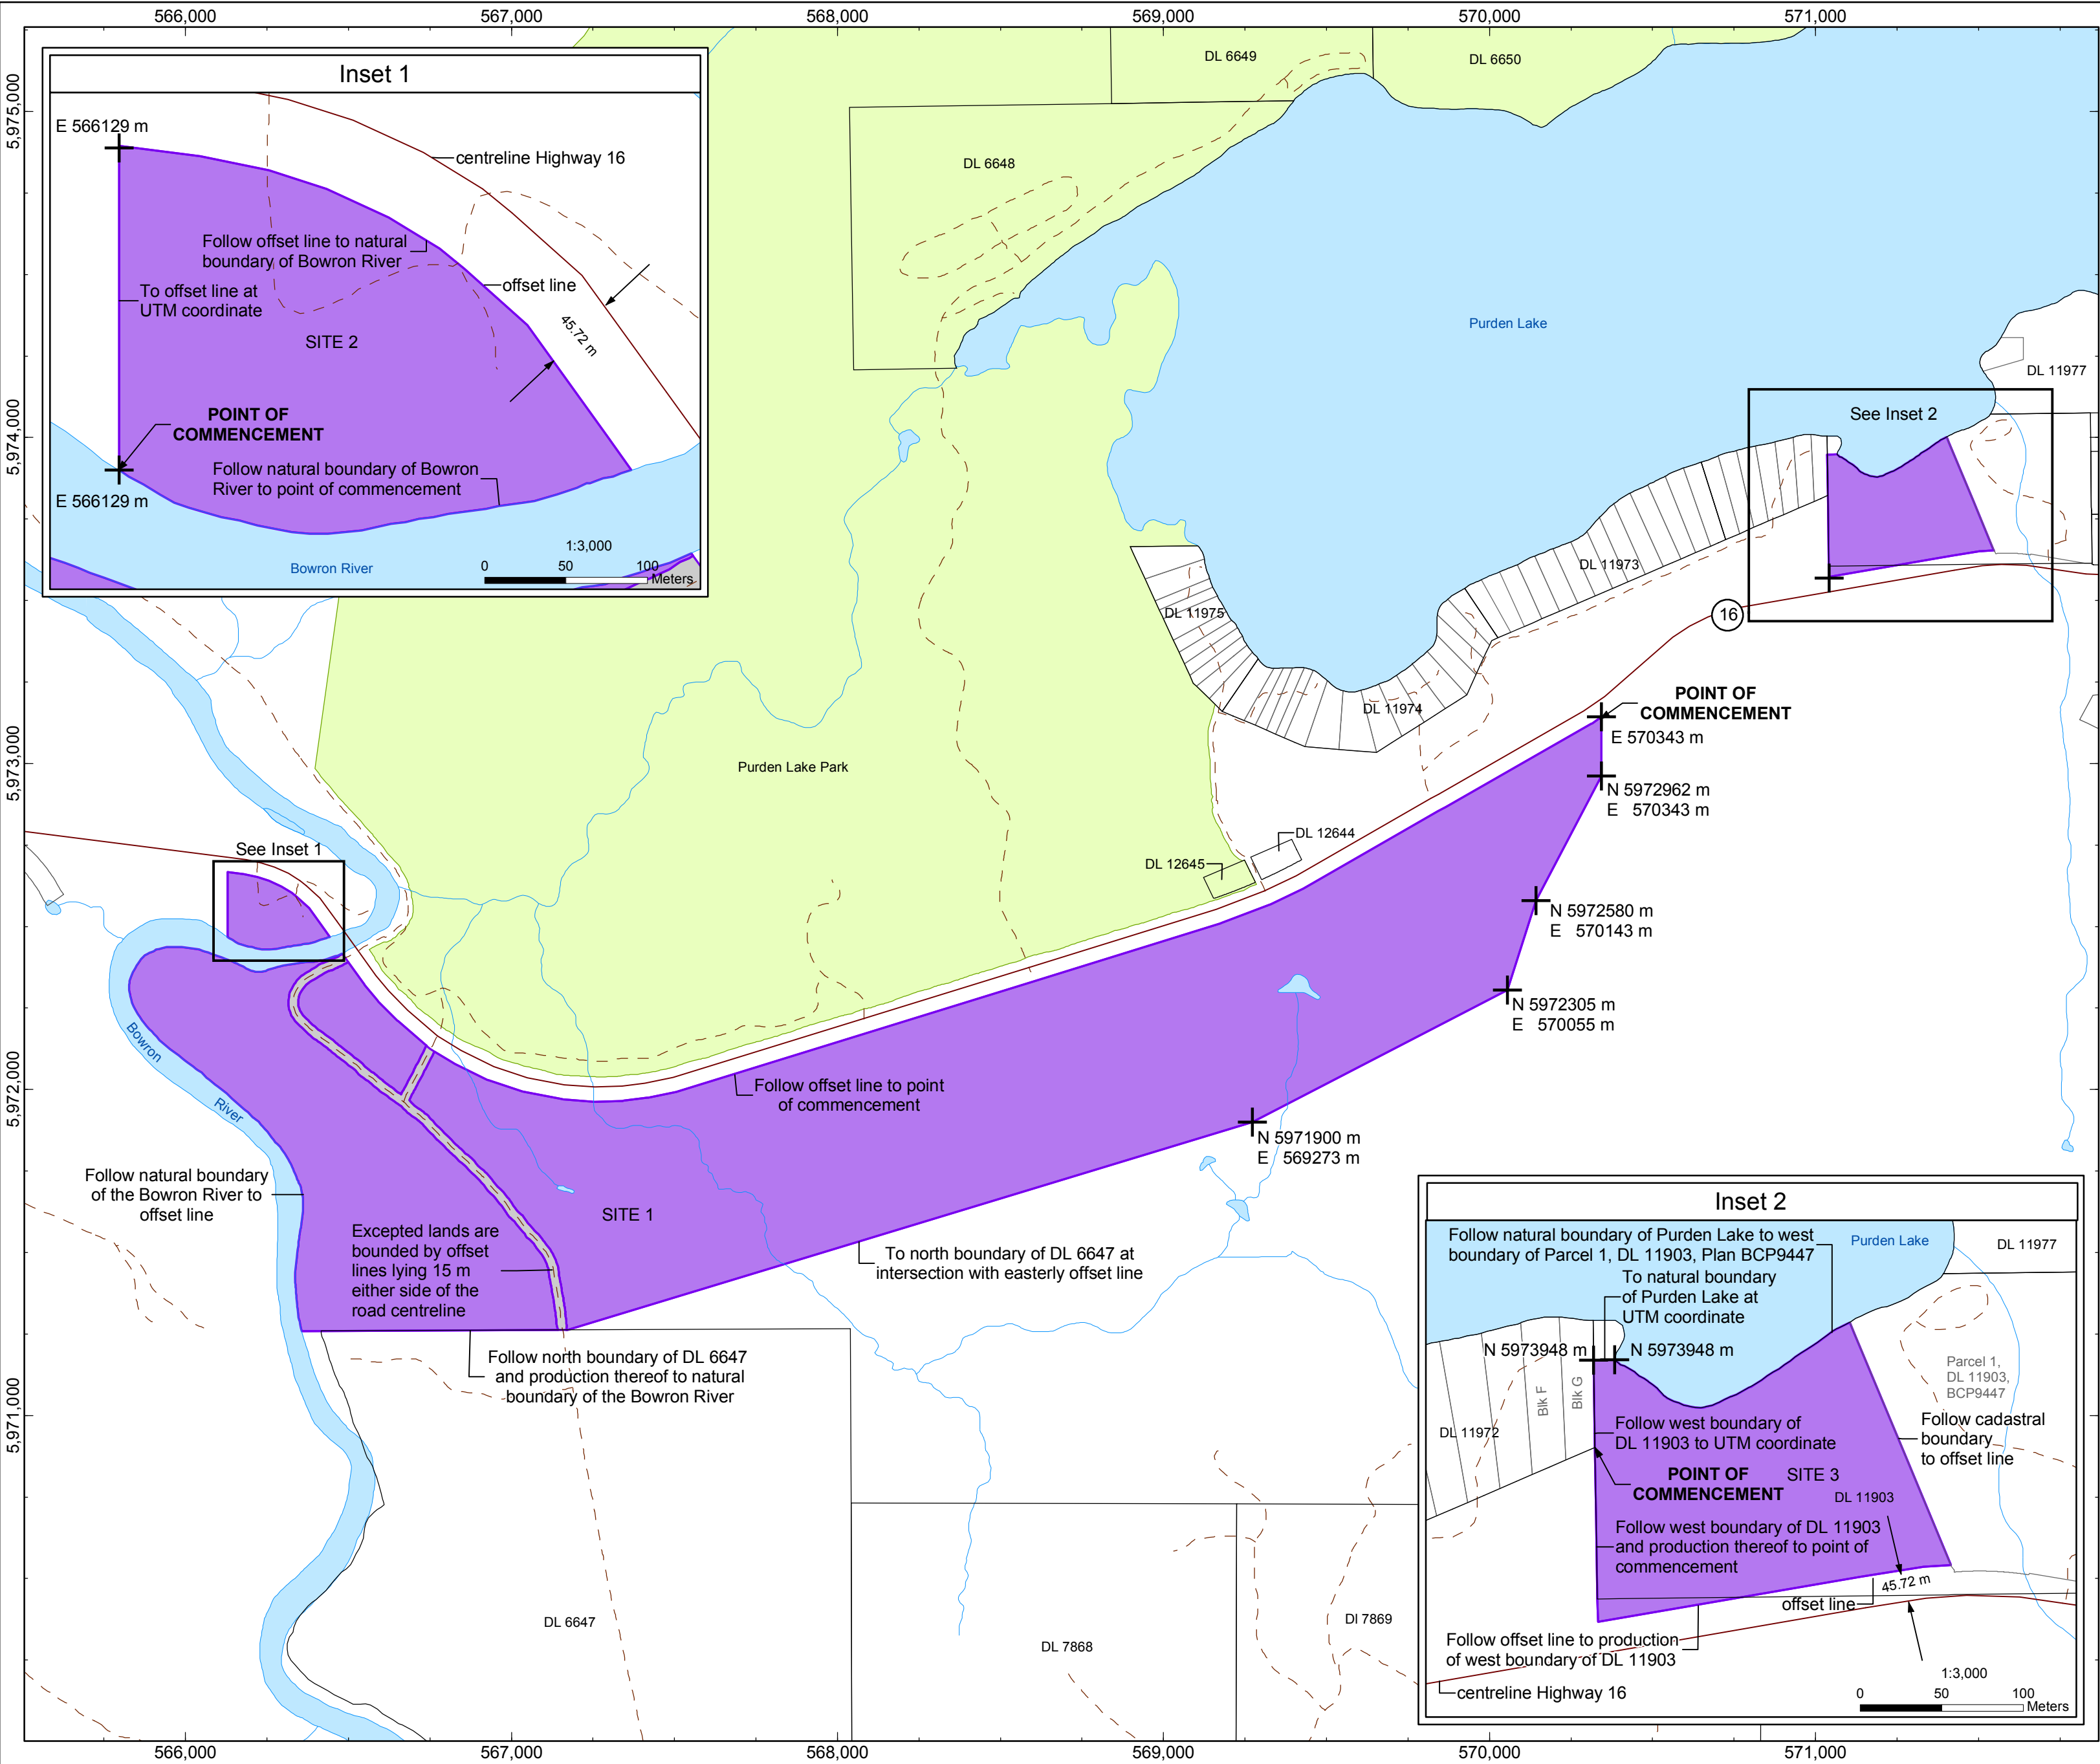 566,000
567,000
568,000
569,000
570,000
571,000
5,975,000
5,974,000
5,973,000
5,972,000
5,971,000
Inset 1
E 566129 m
centreline Highway 16
Follow offset line to natural
boundary of Bowron River
offset line
To offset line at
UTM coordinate
45.72 m
SITE 2
POINT OF
COMMENCEMENT
Follow natural boundary of Bowron
River to point of commencement
E 566129 m
1:3,000
0
50
100
Meters
Bowron River
DL 6649
DL 6650
DL 6648
Purden Lake
DL 11977
See Inset 2
DL 11973
DL 11975
16
DL 11974
POINT OF
COMMENCEMENT
E 570343 m
Purden Lake Park
N 5972962 m
E 570343 m
DL 12644
See Inset 1
DL 12645
N 5972580 m
E 570143 m
N 5972305 m
E 570055 m
Bowron
River
Follow offset line to point
of commencement
N 5971900 m
E 569273 m
Follow natural boundary
of the Bowron River to
offset line
SITE 1
Excepted lands are
bounded by offset
lines lying 15 m
either side of the
road centreline
To north boundary of DL 6647 at
intersection with easterly offset line
Follow north boundary of DL 6647
and production thereof to natural
boundary of the Bowron River
DL 6647
DL 7868
Dl 7869
Inset 2
Follow natural boundary of Purden Lake to west
boundary of Parcel 1, DL 11903, Plan BCP9447
Purden Lake
DL 11977
To natural boundary
of Purden Lake at
UTM coordinate
N 5973948 m
N 5973948 m
Parcel 1,
DL 11903,
BCP9447
Blk F
Blk G
DL 11972
Follow west boundary of
DL 11903 to UTM coordinate
Follow cadastral
boundary
to offset line
POINT OF
COMMENCEMENT
SITE 3
DL 11903
Follow west boundary of DL 11903
and production thereof to point of
commencement
45.72 m
offset line
Follow offset line to production
of west boundary of DL 11903
1:3,000
centreline Highway 16
0
50
100
Meters
566,000
567,000
568,000
569,000
570,000
571,000